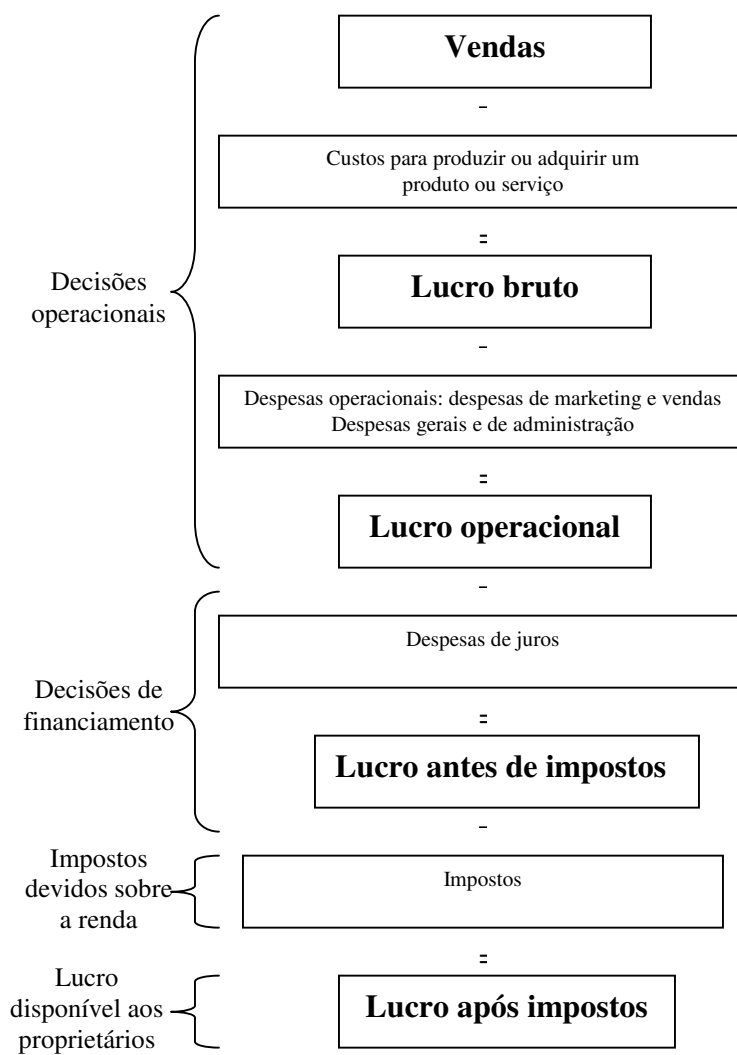 Vendas
-
Custos para produzir ou adquirir um
produto ou serviço
=
Decisões
operacionais
Lucro bruto
-
Despesas operacionais: despesas de marketing e vendas
Despesas gerais e de administração
=
Lucro operacional
-
Despesas de juros
Decisões de
financiamento
=
Lucro antes de impostos
-
Impostos
devidos sobre
a renda
Impostos
=
Lucro
disponível aos
proprietários
Lucro após impostos